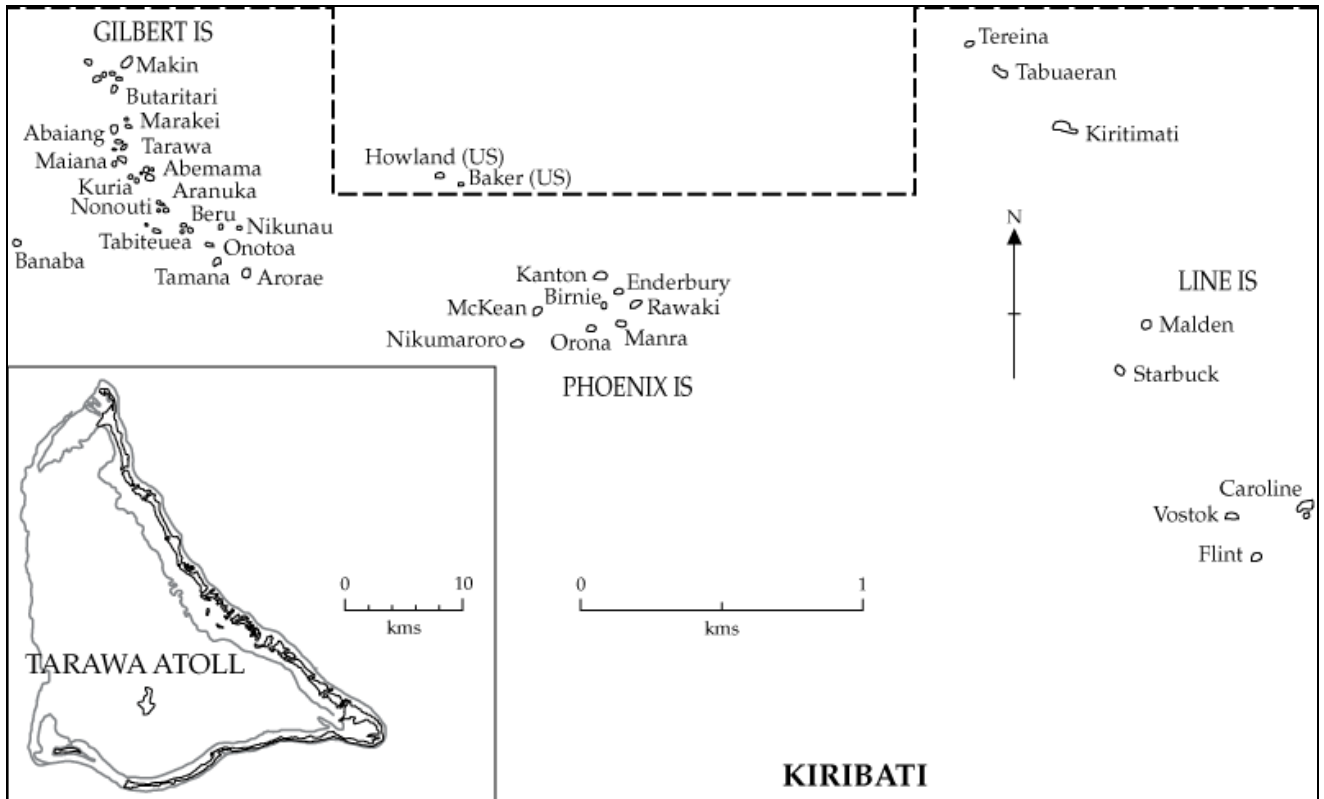 GILBERT IS
Makin
Butaritari
Marakei
Abaiang
Tarawa
Maiana
Abemama
Kuria
Aranuka
Nonouti
Beru
Nikunau
Tabiteuea
Onotoa
Banaba
Tamana
Arorae
Howland (US)
Baker (US)
Tereina
Tabuaeran
Kiritimati
N
Kanton
Enderbury
Birnie
Rawaki
McKean
Nikumaroro
Orona
Manra
PHOENIX IS
LINE IS
Malden
Starbuck
Caroline
Vostok
Flint
0 10
kms
0 1
kms
TARAWA ATOLL
KIRIBATI